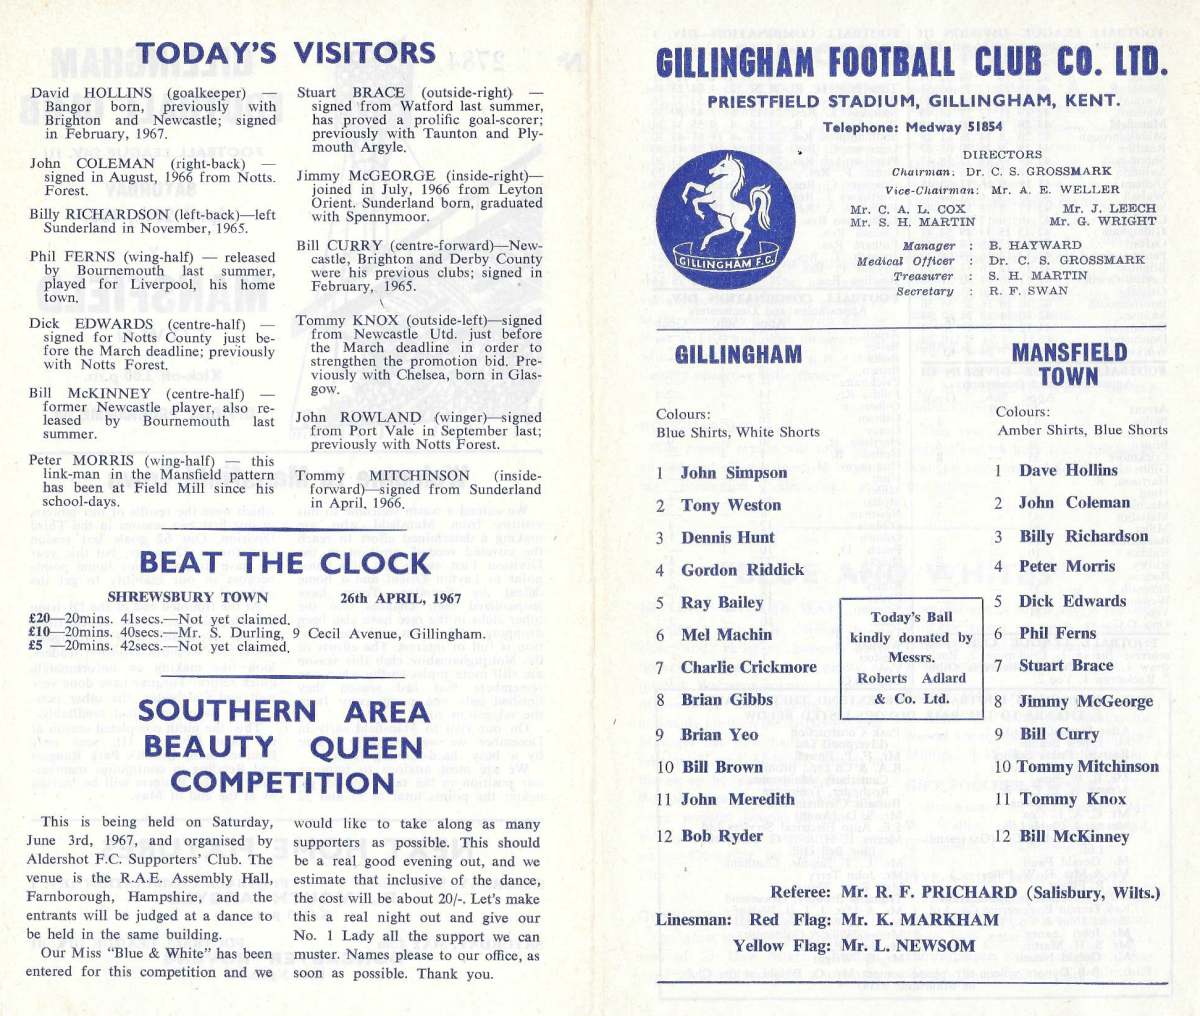 TODAY'S VISITORS
David HOLLINS (goalkeeper) —
Bangor born, previously with
Brighton and Newcastle; signed
in February, 1967.
John COLEMAN (right-back) —
signed in August, 1966 from Notts.
Forest.
Billy RICHARDSON (left-back)—left
Sunderland in November, 1965.
Phil FERNS (wing-half) — released
by Bournemouth last summer,
played for Liverpool, his home
town.
Dick EDWARDS (centre-half) —
signed for Notts County just be-
fore the March deadline; previously
with Notts Forest.
Bill McKINNEY (centre-half) —
former Newcastle player, also re-
leased by Bournemouth last
summer.
Peter MORRIS (wing-half) — this
link-man in the Mansfield pattern
has been at Field Mill since his
school-days.
Stuart BRACE (outside-right) —
signed from Watford last summer,
has proved a prolific goal-scorer;
previously with Taunton and Ply-
mouth Argyle.
Jimmy McGEORGE (inside-right)—
joined in July, 1966 from Leyton
Orient. Sunderland born, graduated
with Spennymoor.
Bill CURRY (centre-forward)—New-
castle, Brighton and Derby County
were his previous clubs; signed in
February, 1965.
Tommy KNOX (outside-left)—signed
from Newcastle Utd. just before
the March deadline in order to
strengthen the promotion bid. Pre-
viously with Chelsea, born in Glas-
gow.
John ROWLAND (winger)—signed
from Port Vale in September last;
previously with Notts Forest.
Tommy MITCHINSON (inside-
forward)—signed from Sunderland
in April, 1966.
BEAT THE CLOCK
SHREWSBURY TOWN 26th APRIL, 1967
£20—20mins. 41secs.—Not yet claimed.
£10—20mins. 40secs.—Mr. S. Durling, 9 Cecil Avenue, Gillingham.
£5 —20mins. 42secs.—Not yet claimed.
SOUTHERN AREA
BEAUTY QUEEN
COMPETITION
This is being held on Saturday,
June 3rd, 1967, and organised by
Aldershot F.C. Supporters' Club. The
venue is the R.A.E. Assembly Hall,
Farnborough, Hampshire, and the
entrants will be judged at a dance to
be held in the same building.
Our Miss "Blue & White" has been
entered for this competition and we
would like to take along as many
supporters as possible. This should
be a real good evening out, and we
estimate that inclusive of the dance,
the cost will be about 20/-. Let's make
this a real night out and give our
No. 1 Lady all the support we can
muster. Names please to our office, as
soon as possible. Thank you.
GILLINGHAM FOOTBALL CLUB CO. LTD.
PRIESTFIELD STADIUM, GILLINGHAM, KENT.
Telephone: Medway 51854
GILLINGHAM F.C.
DIRECTORS
Chairman: Dr. C. S. GROSSMARK
Vice-Chairman: Mr. A. E. WELLER
Mr. C. A. L. COX Mr. J. LEECH
Mr. S. H. MARTIN Mr. G. WRIGHT
Manager : B. HAYWARD
Medical Officer : Dr. C. S. GROSSMARK
Treasurer : S. H. MARTIN
Secretary : R. F. SWAN
GILLINGHAM
Colours:
Blue Shirts, White Shorts
1 John Simpson
2 Tony Weston
3 Dennis Hunt
4 Gordon Riddick
5 Ray Bailey
6 Mel Machin
7 Charlie Crickmore
8 Brian Gibbs
9 Brian Yeo
10 Bill Brown
11 John Meredith
12 Bob Ryder
Today's Ball
kindly donated by
Messrs.
Roberts Adlard
& Co. Ltd.
MANSFIELD
TOWN
Colours:
Amber Shirts, Blue Shorts
1 Dave Hollins
2 John Coleman
3 Billy Richardson
4 Peter Morris
5 Dick Edwards
6 Phil Ferns
7 Stuart Brace
8 Jimmy McGeorge
9 Bill Curry
10 Tommy Mitchinson
11 Tommy Knox
12 Bill McKinney
Referee: Mr. R. F. PRICHARD (Salisbury, Wilts.)
Linesman: Red Flag: Mr. K. MARKHAM
Yellow Flag: Mr. L. NEWSOM